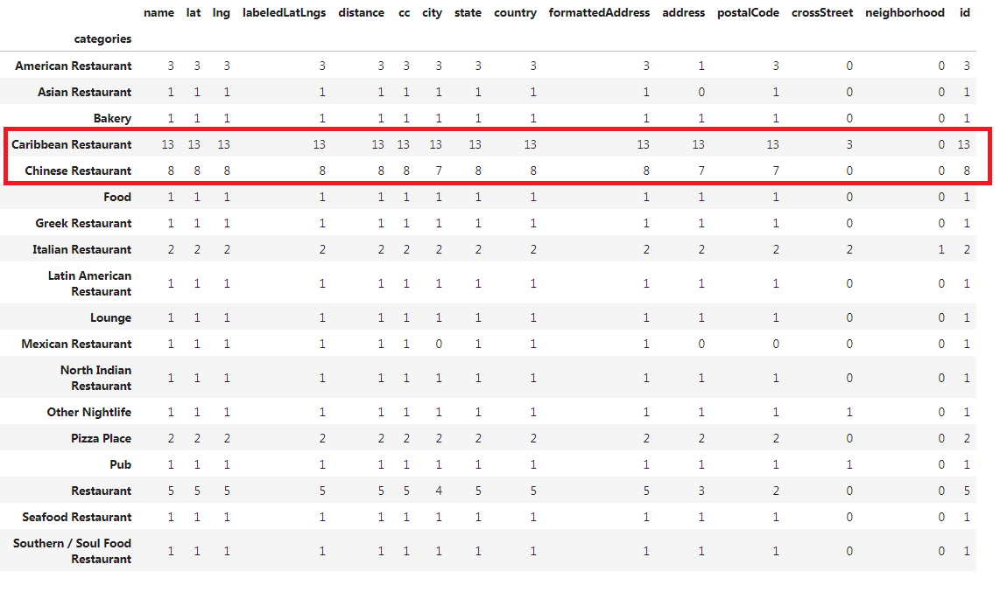 name lat lng labeledLatLngs distance cc city state country formattedAddress address postalCode crossStreet neighborhood id
categories
American Restaurant 3 3 3 3 3 3 3 3 3 3 1 3 0 0 3
Asian Restaurant 1 1 1 1 1 1 1 1 1 1 0 1 0 0 1
Bakery 1 1 1 1 1 1 1 1 1 1 1 1 0 0 1
Caribbean Restaurant 13 13 13 13 13 13 13 13 13 13 13 13 3 0 13
Chinese Restaurant 8 8 8 8 8 8 7 8 8 8 7 7 0 0 8
Food 1 1 1 1 1 1 1 1 1 1 1 1 0 0 1
Greek Restaurant 1 1 1 1 1 1 1 1 1 1 1 1 0 0 1
Italian Restaurant 2 2 2 2 2 2 2 2 2 2 2 2 2 1 2
Latin American
Restaurant 1 1 1 1 1 1 1 1 1 1 1 1 0 0 1
Lounge 1 1 1 1 1 1 1 1 1 1 1 1 0 0 1
Mexican Restaurant 1 1 1 1 1 1 0 1 1 1 0 0 0 0 1
North Indian
Restaurant 1 1 1 1 1 1 1 1 1 1 1 1 0 0 1
Other Nightlife 1 1 1 1 1 1 1 1 1 1 1 1 1 0 1
Pizza Place 2 2 2 2 2 2 2 2 2 2 2 2 0 0 2
Pub 1 1 1 1 1 1 1 1 1 1 1 1 1 0 1
Restaurant 5 5 5 5 5 5 4 5 5 5 3 2 0 0 5
Seafood Restaurant 1 1 1 1 1 1 1 1 1 1 1 1 0 0 1
Southern / Soul Food
Restaurant 1 1 1 1 1 1 1 1 1 1 1 1 0 0 1